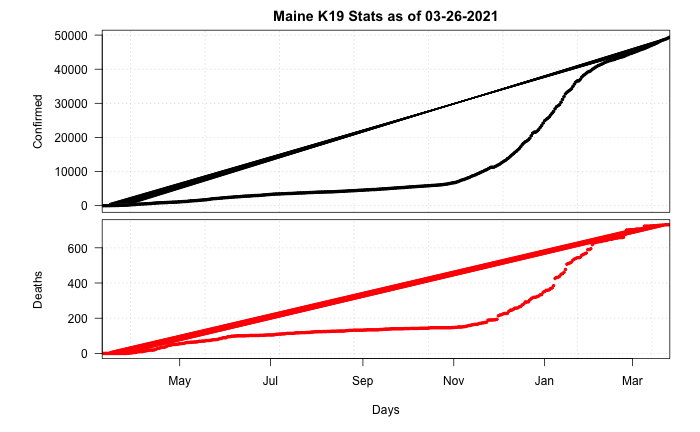 Maine K19 Stats as of 03-26-2021
Confirmed
50000
40000
30000
20000
10000
0
Deaths
600
400
200
0
May Jul Sep Nov Jan Mar
Days